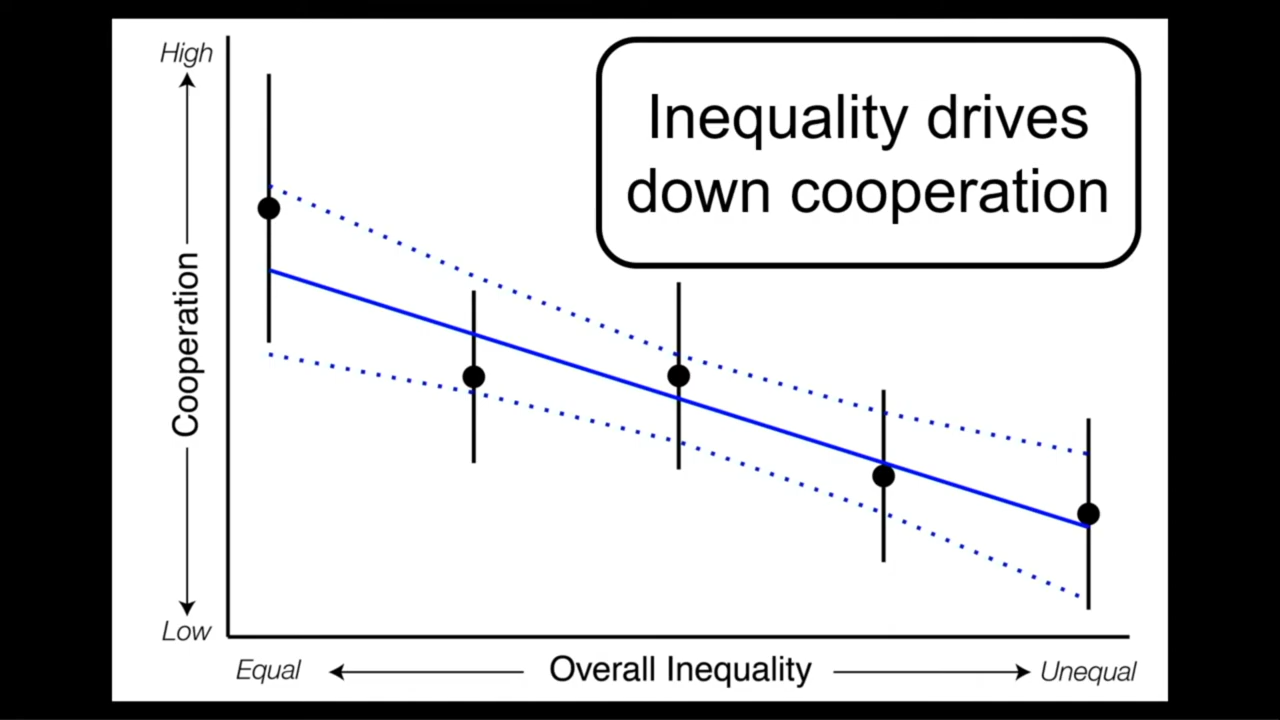 High
Inequality drives
down cooperation
Cooperation
Low
Equal
Overall Inequality
Unequal